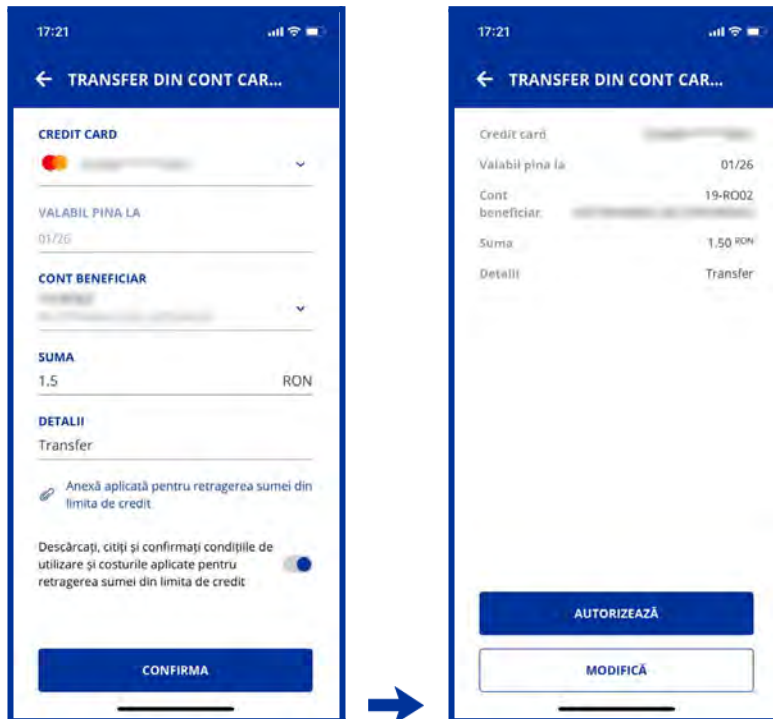 17:21
TRANSFER DIN CONT CAR...
CREDIT CARD
VALABIL PINA LA
01/26
CONT BENEFICIAR
SUMA
1.5 RON
DETALII
Transfer
Anexă aplicată pentru retragerea sumei din
limita de credit
Descărcați, citiți și confirmați condițiile de
utilizare și costurile aplicate pentru
retragerea sumei din limita de credit
CONFIRMA
17:21
TRANSFER DIN CONT CAR...
Credit card
Valabil pina la 01/26
Cont 19-RO02
beneficiar
Suma 1.50 RON
Detalii Transfer
AUTORIZEAZĂ
MODIFICĂ